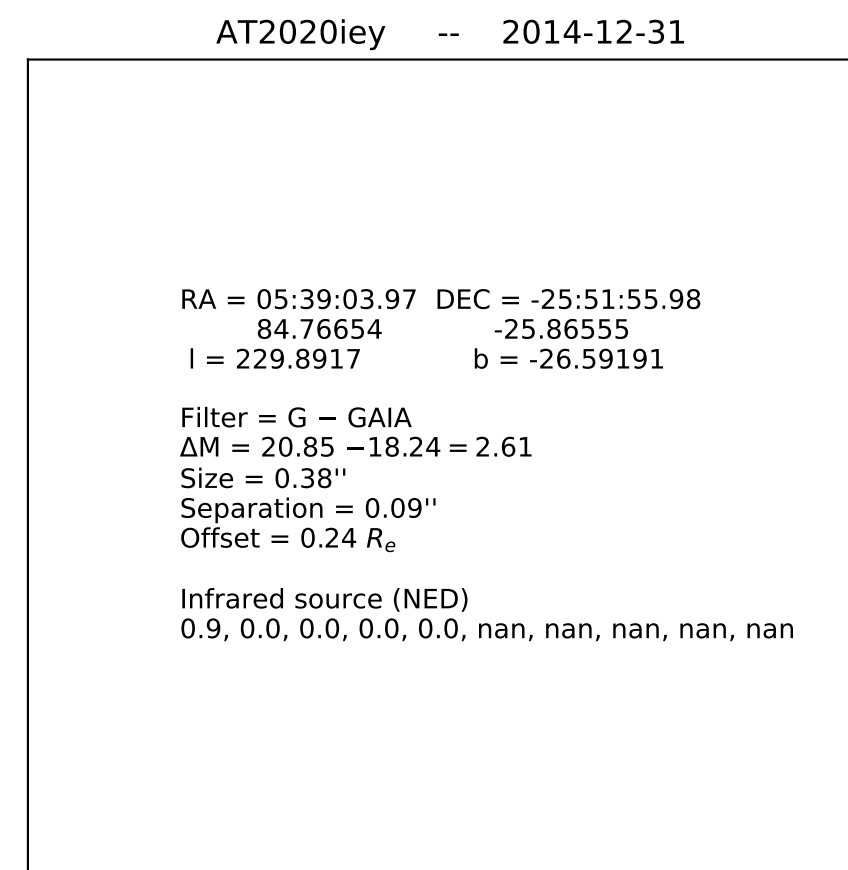 AT2020iey -- 2014-12-31
RA = 05:39:03.97 DEC = -25:51:55.98
84.76654 -25.86555
l = 229.8917 b = -26.59191
Filter = G − GAIA
ΔM = 20.85 −18.24 = 2.61
Size = 0.38''
Separation = 0.09''
Offset = 0.24 Re
Infrared source (NED)
0.9, 0.0, 0.0, 0.0, 0.0, nan, nan, nan, nan, nan